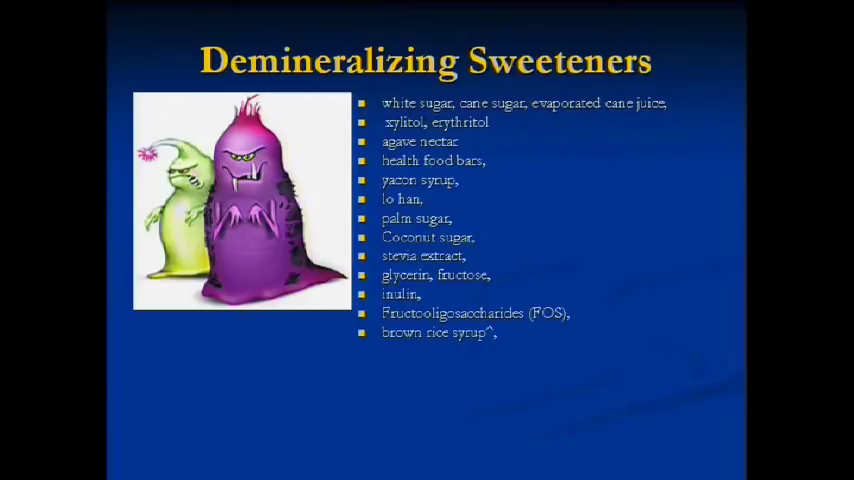 Demineralizing Sweeteners
white sugar, cane sugar, evaporated cane juice,
xylitol, erythritol
agave nectar
health food bars,
yacon syrup,
lo han,
palm sugar,
Coconut sugar,
stevia extract,
glycerin, fructose,
inulin,
Fructooligosaccharides (FOS),
brown rice syrup^,